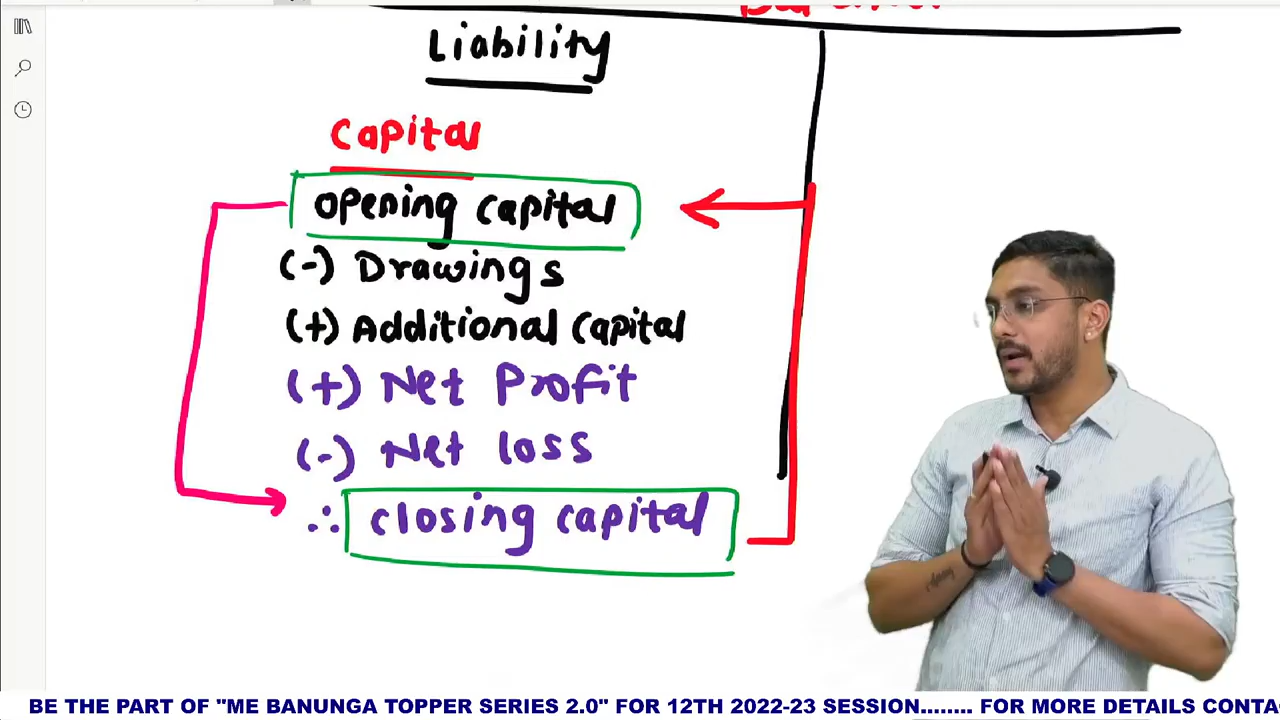 Liability
Capital
opening capital
(-) Drawings
(+) Additional capital
(+) Net Profit
(-) Net loss
∴ closing capital
BE THE PART OF "ME BANUNGA TOPPER SERIES 2.0" FOR 12TH 2022-23 SESSION........ FOR MORE DETAILS CONTA